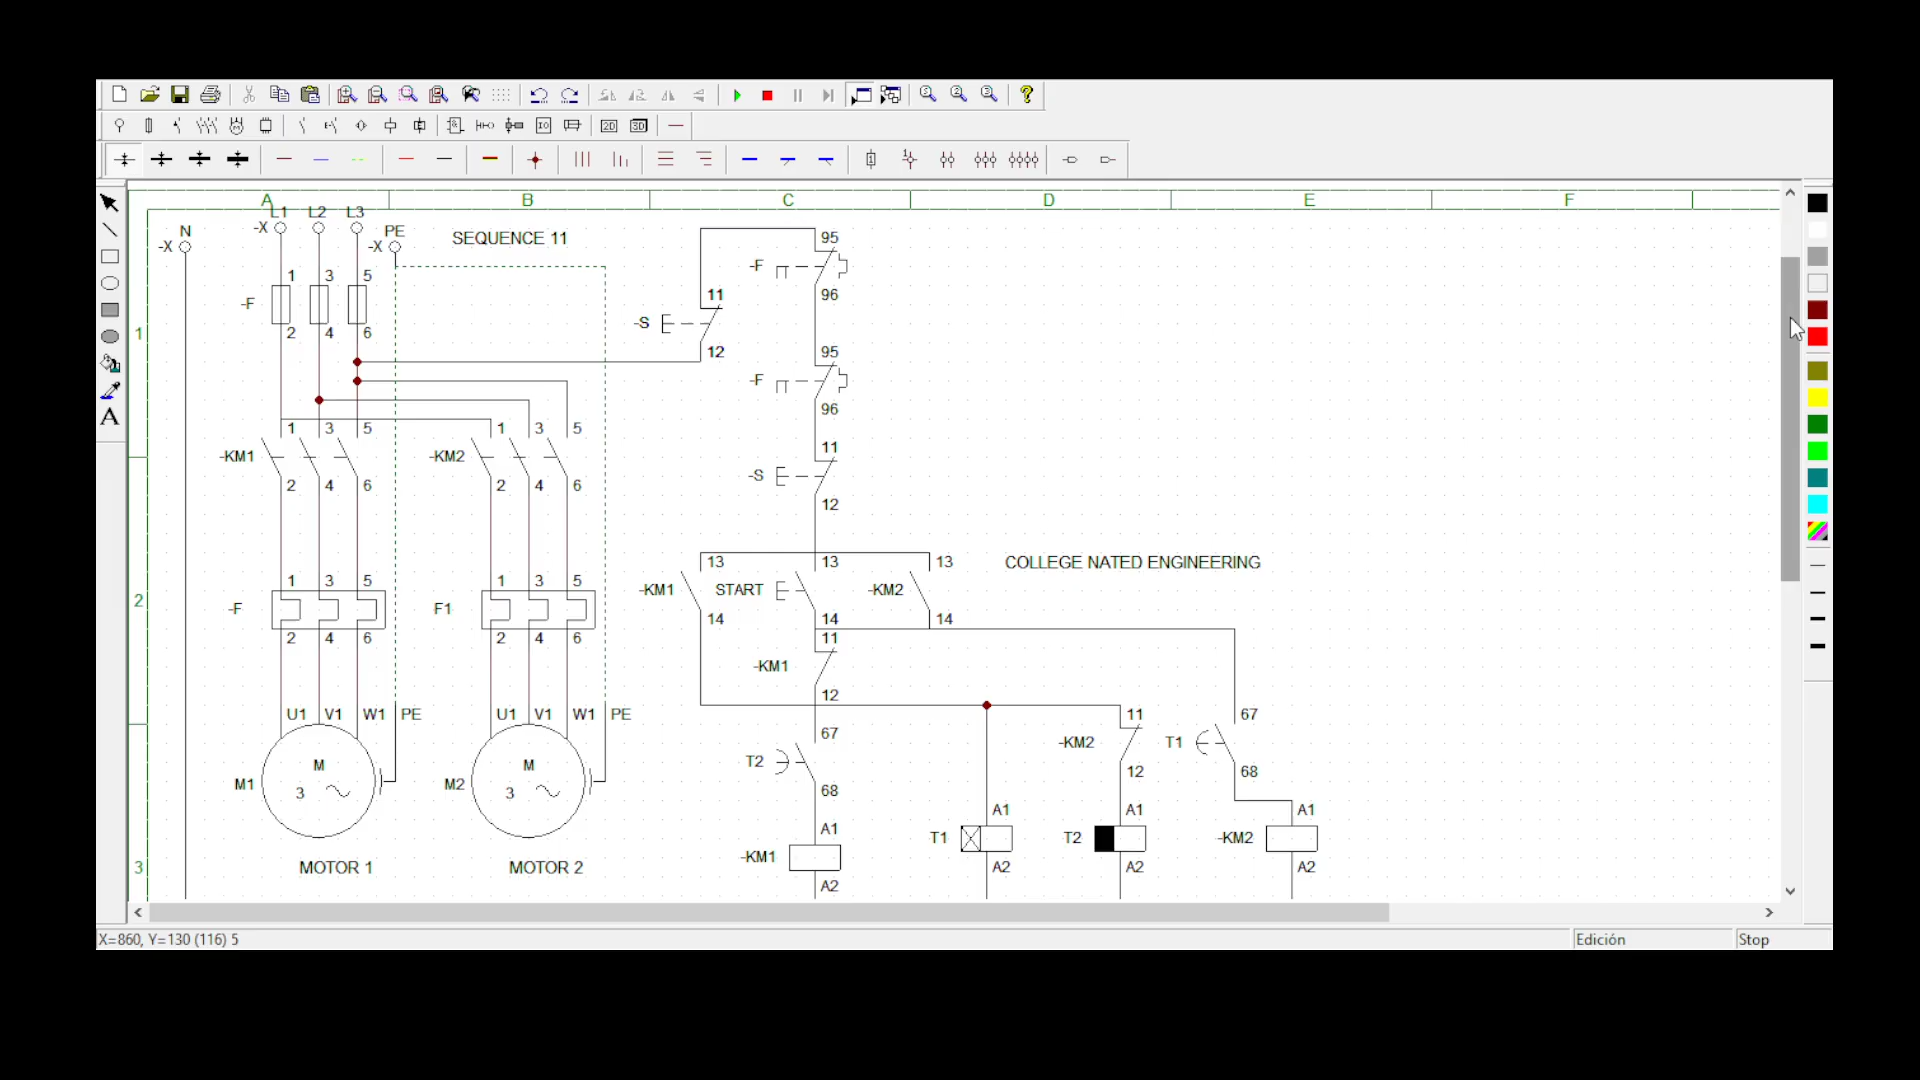 A B C D E F
L1 L2 L3
N -X PE
-X -X
SEQUENCE 11
95
-F
1 3 5 11 96
-F
2 4 6 -S
1
12 95
-F
96
1 3 5 1 3 5 11
-KM1 -KM2 -S
2 4 6 2 4 6 12
13 13 13 COLLEGE NATED ENGINEERING
1 3 5 1 3 5 -KM1 START -KM2
2
-F F1 14 14 14
2 4 6 2 4 6 11
-KM1
12
U1 V1 W1 PE U1 V1 W1 PE 11 67
67
-KM2 T1
M M T2
12 68
M1 3 M2 3 68
A1 A1 A1
A1
T1 T2 -KM2
-KM1
3 MOTOR 1 MOTOR 2 A2 A2 A2
A2
X=860, Y=130 (116) 5 Edición Stop